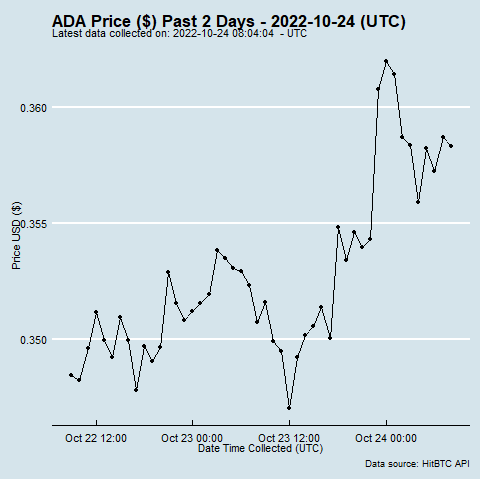 ADA Price ($) Past 2 Days - 2022-10-24 (UTC)
Latest data collected on: 2022-10-24 08:04:04  - UTC
0.360
0.355
0.350
Price USD ($)
Oct 22 12:00
Oct 23 00:00
Oct 23 12:00
Oct 24 00:00
Date Time Collected (UTC)
Data source: HitBTC API